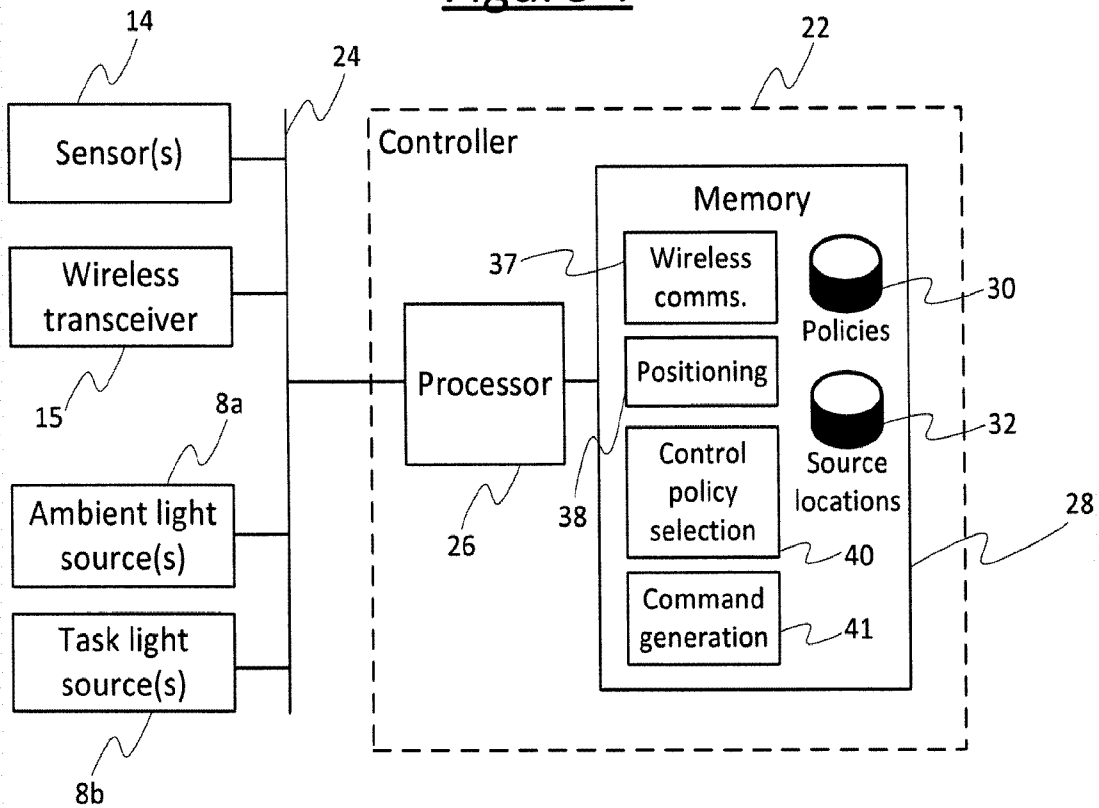 14
24
22
Sensor(s)
Controller
Memory
37
Wireless
comms.
30
Policies
Wireless
transceiver
15
Processor
26
Positioning
38
32
Source
locations
8a
Ambient light
source(s)
Control
policy
selection
40
28
Task light
source(s)
8b
Command
generation
41